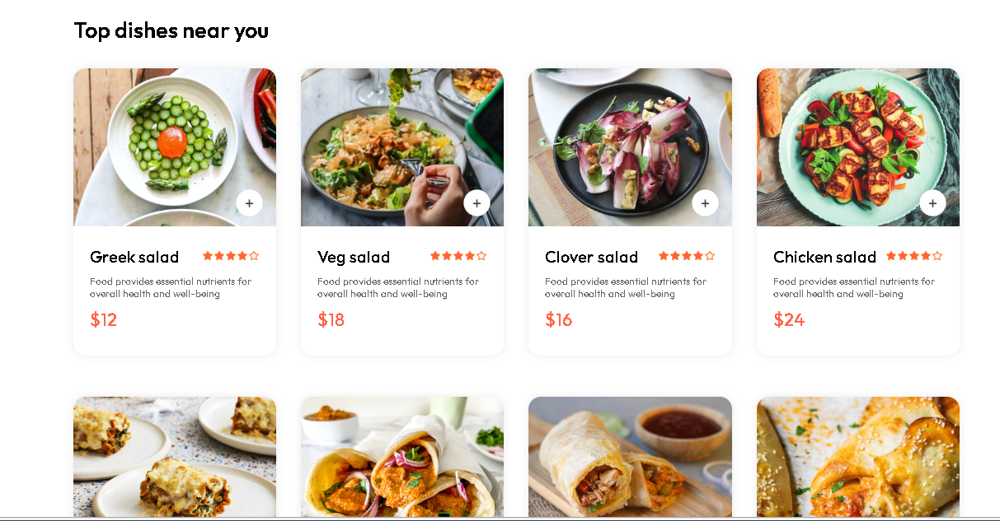 Top dishes near you
Greek salad
Food provides essential nutrients for
overall health and well-being
$12
Veg salad
Food provides essential nutrients for
overall health and well-being
$18
Clover salad
Food provides essential nutrients for
overall health and well-being
$16
Chicken salad
Food provides essential nutrients for
overall health and well-being
$24